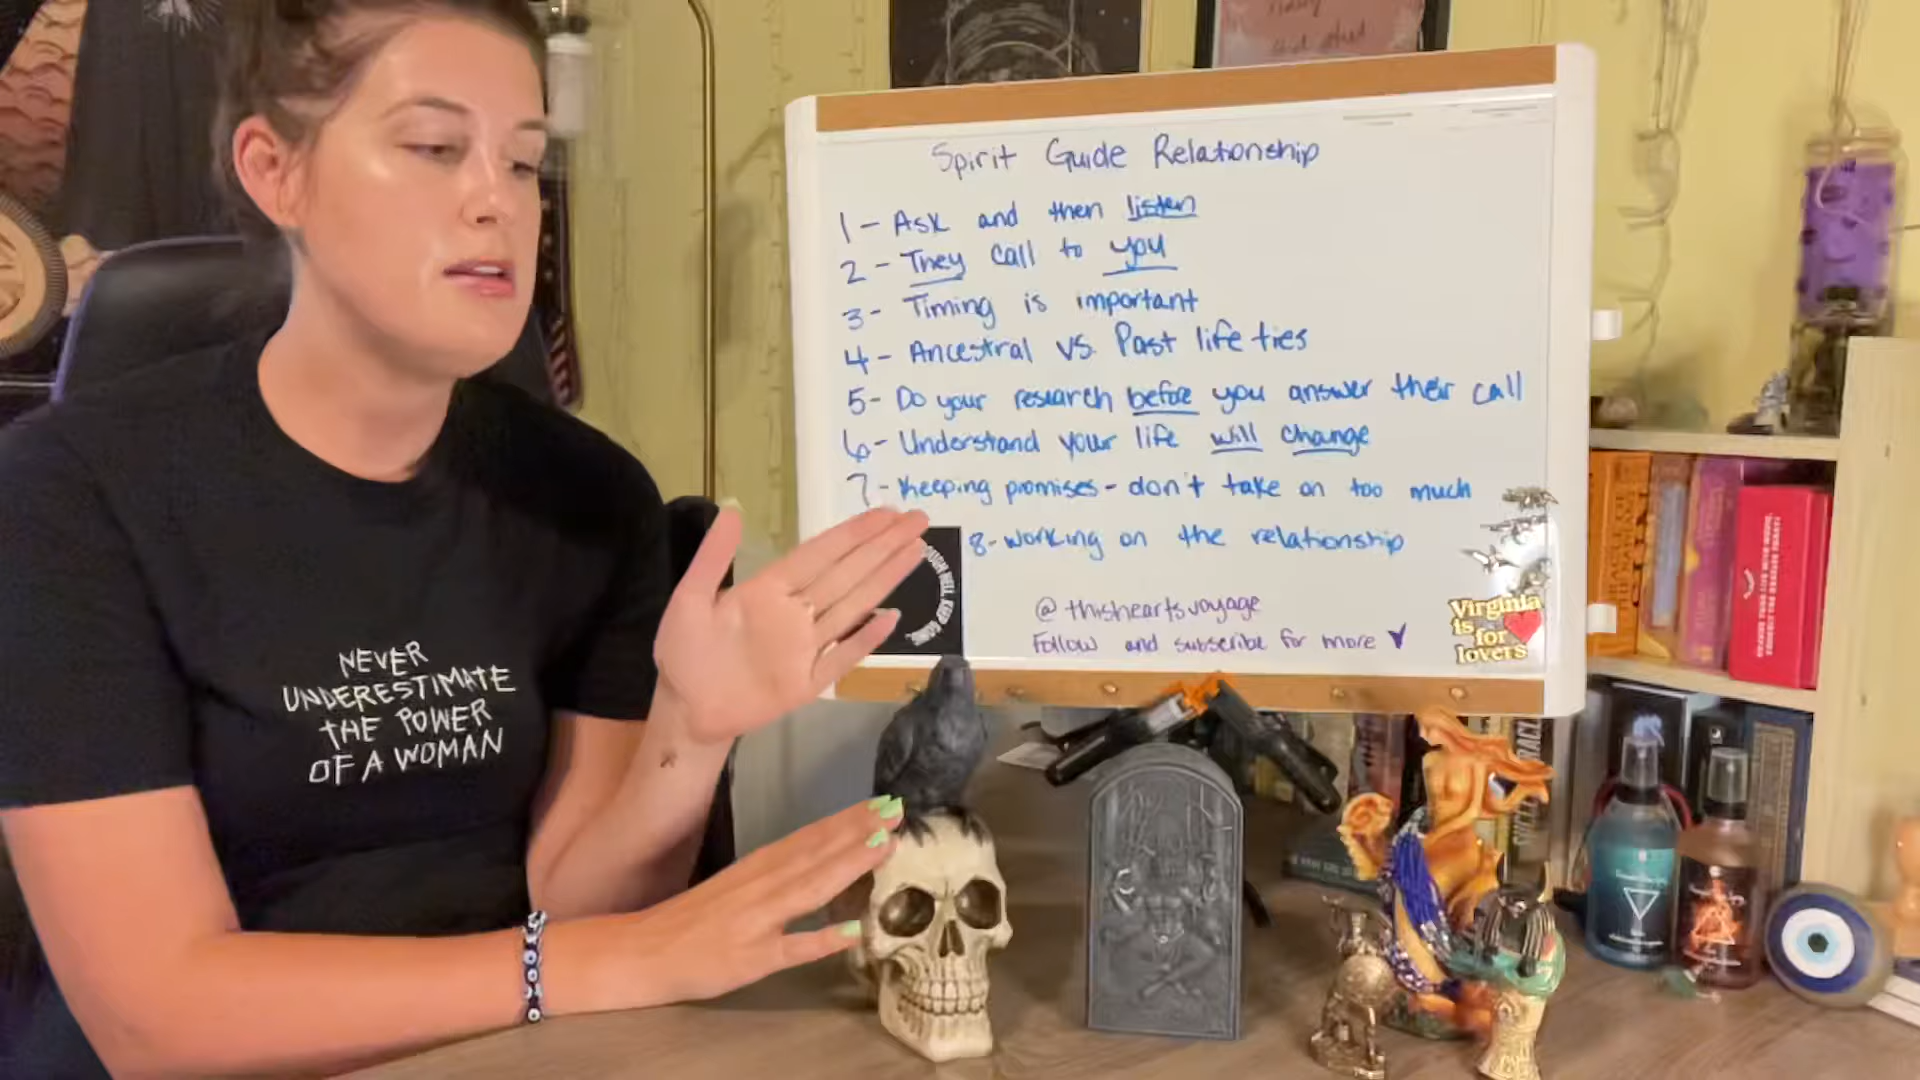 Spirit Guide Relationship
1- Ask and then listen
2- They call to you
3- Timing is important
4- Ancestral vs. Past life ties
5- Do your research before you answer their call
6- Understand your life will change
7- Keeping promises - don't take on too much
8- Working on the relationship
@thisheartsvoyage
Follow and subscribe for more
Virginia
is
for
lovers
NEVER
UNDERESTIMATE
THE POWER
OF A WOMAN